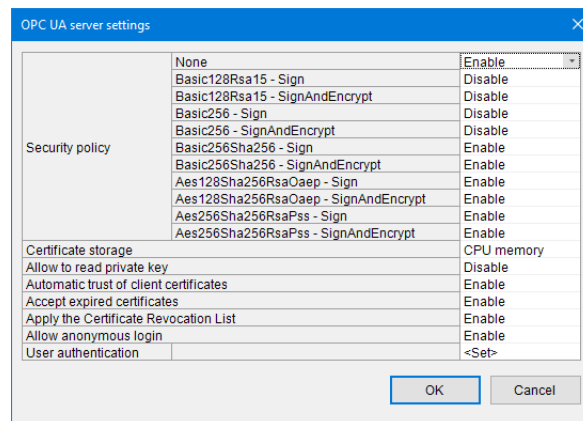 OPC UA server settings
None Enable
Basic128Rsa15 - Sign Disable
Basic128Rsa15 - SignAndEncrypt Disable
Basic256 - Sign Disable
Basic256 - SignAndEncrypt Disable
Security policy Basic256Sha256 - Sign Enable
Basic256Sha256 - SignAndEncrypt Enable
Aes128Sha256RsaOaep - Sign Enable
Aes128Sha256RsaOaep - SignAndEncrypt Enable
Aes256Sha256RsaPss - Sign Enable
Aes256Sha256RsaPss - SignAndEncrypt Enable
Certificate storage CPU memory
Allow to read private key Disable
Automatic trust of client certificates Enable
Accept expired certificates Enable
Apply the Certificate Revocation List Enable
Allow anonymous login Enable
User authentication <Set>
OK Cancel